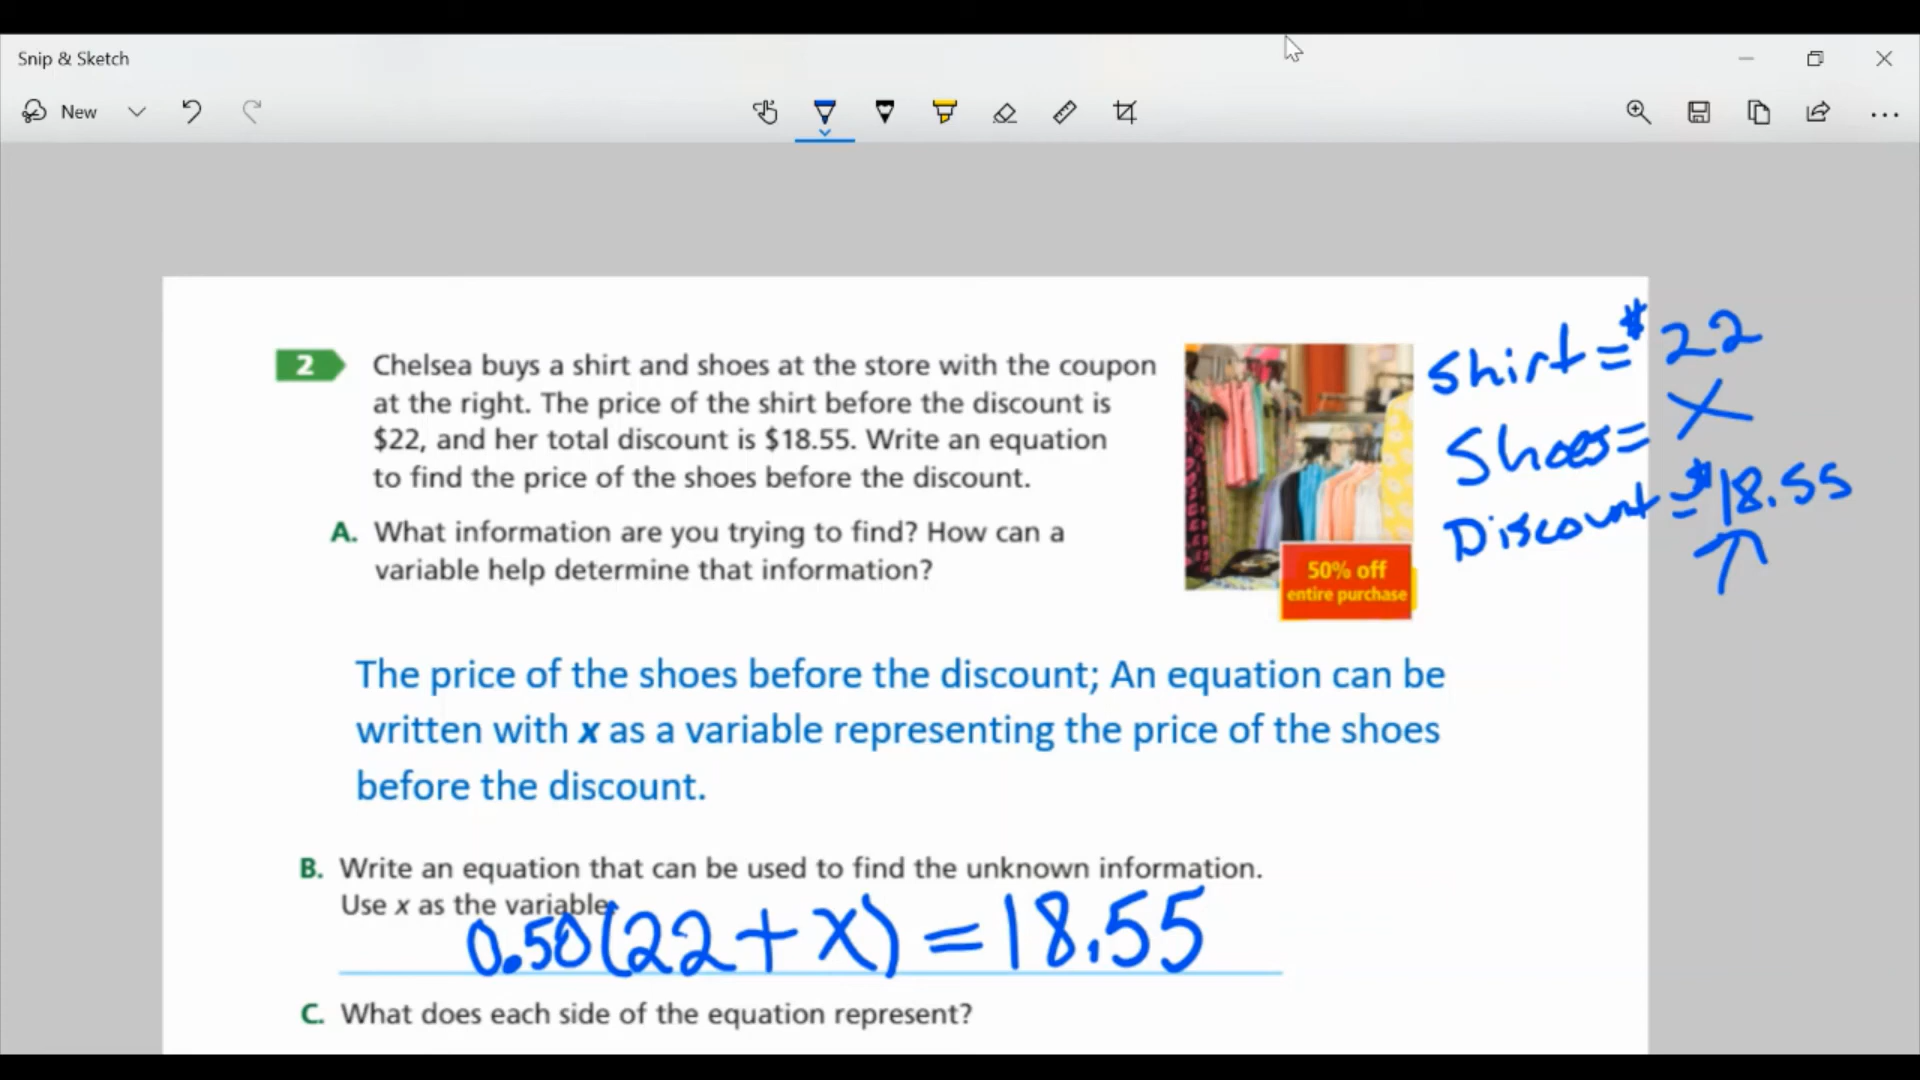 Snip & Sketch
New
2
Chelsea buys a shirt and shoes at the store with the coupon
at the right. The price of the shirt before the discount is
$22, and her total discount is $18.55. Write an equation
to find the price of the shoes before the discount.
50% off
entire purchase
Shirt = $22
Shoes = x
Discount = $18.55
A. What information are you trying to find? How can a
variable help determine that information?
The price of the shoes before the discount; An equation can be
written with x as a variable representing the price of the shoes
before the discount.
B. Write an equation that can be used to find the unknown information.
Use x as the variable.
0.50(22+x) = 18.55
C. What does each side of the equation represent?